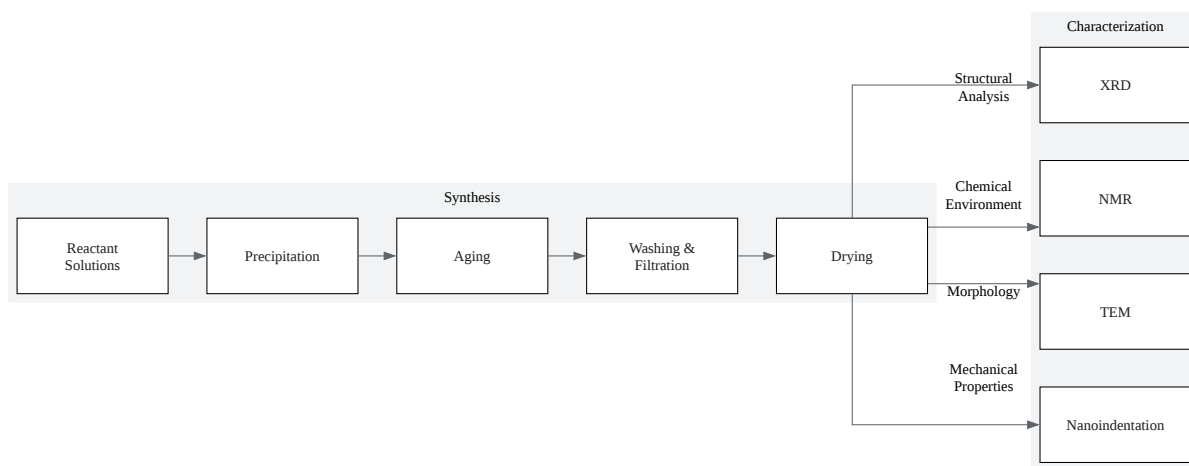 Characterization
Structural
Analysis
XRD
Chemical
Environment
NMR
Synthesis
Reactant
Solutions
Precipitation
Aging
Washing &
Filtration
Drying
Morphology
TEM
Mechanical
Properties
Nanoindentation